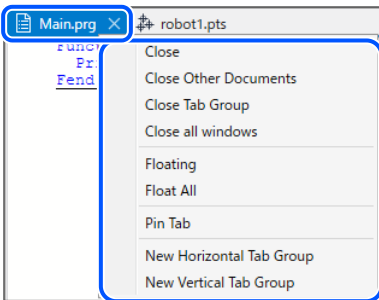 Main.prg
robot1.pts
Fend
Close
Close Other Documents
Close Tab Group
Close all windows
Floating
Float All
Pin Tab
New Horizontal Tab Group
New Vertical Tab Group